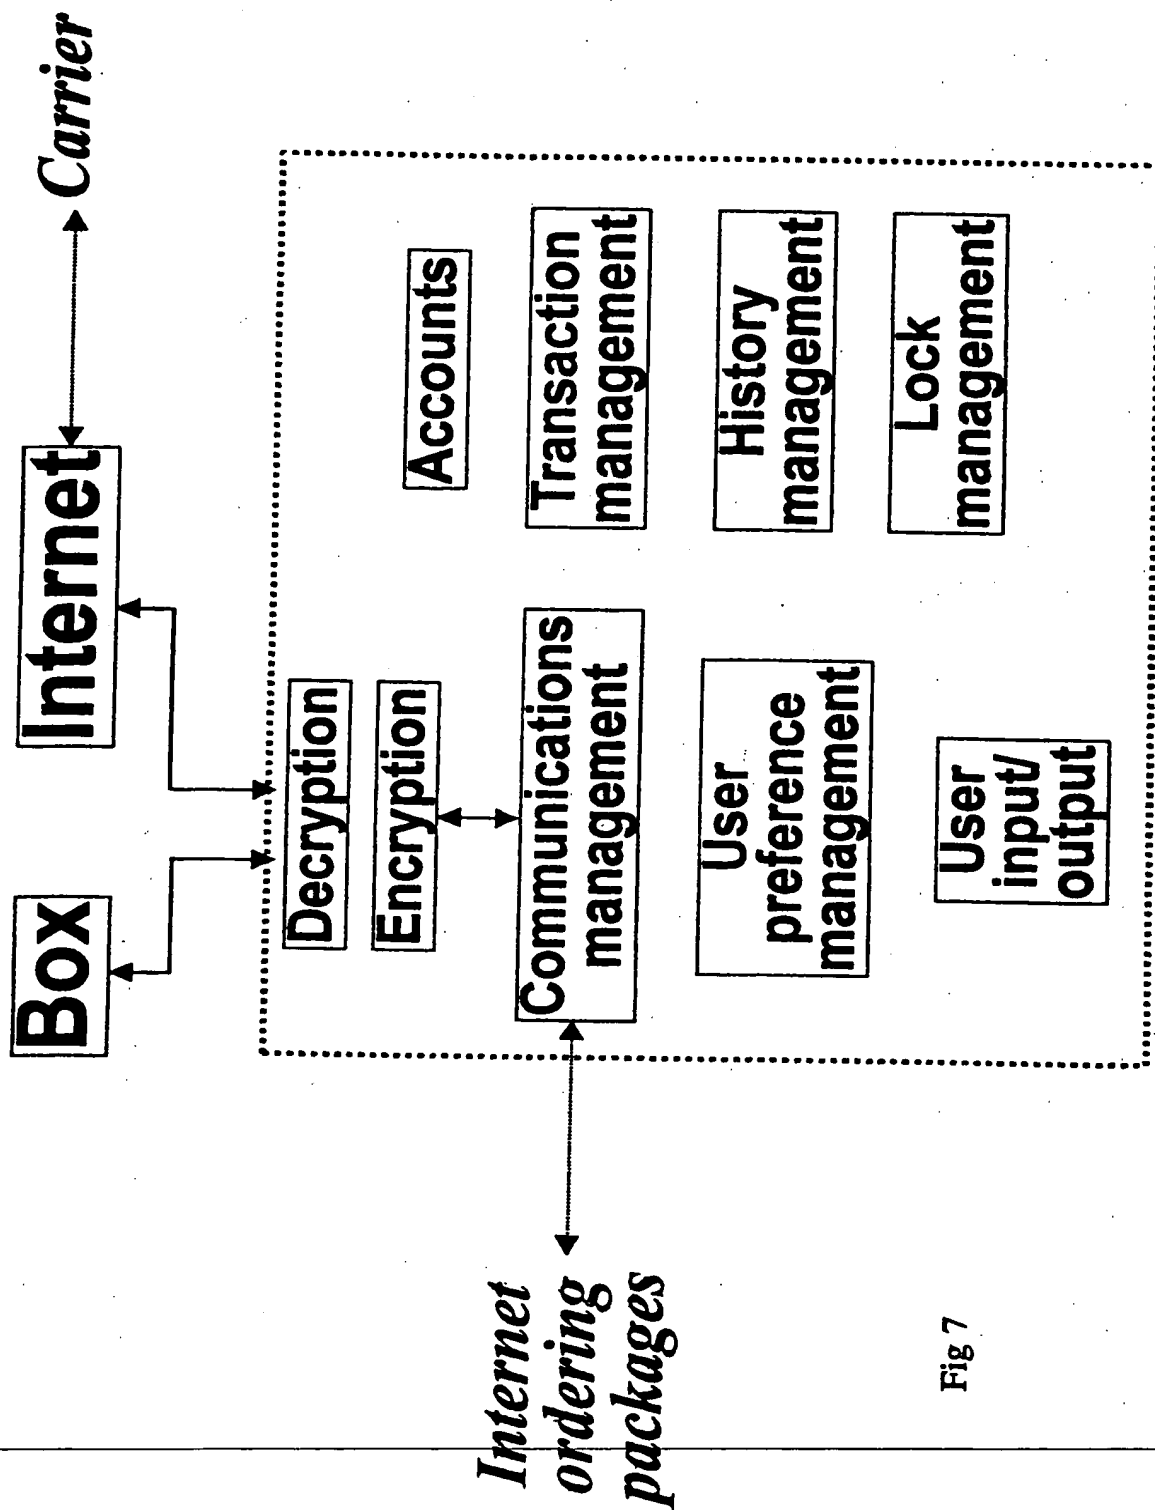 Box
Internet
Carrier
Decryption
Encryption
Accounts
Internet
ordering
packages
Communications
management
Transaction
management
User
preference
management
History
management
User
input/
output
Lock
management
Fig 7